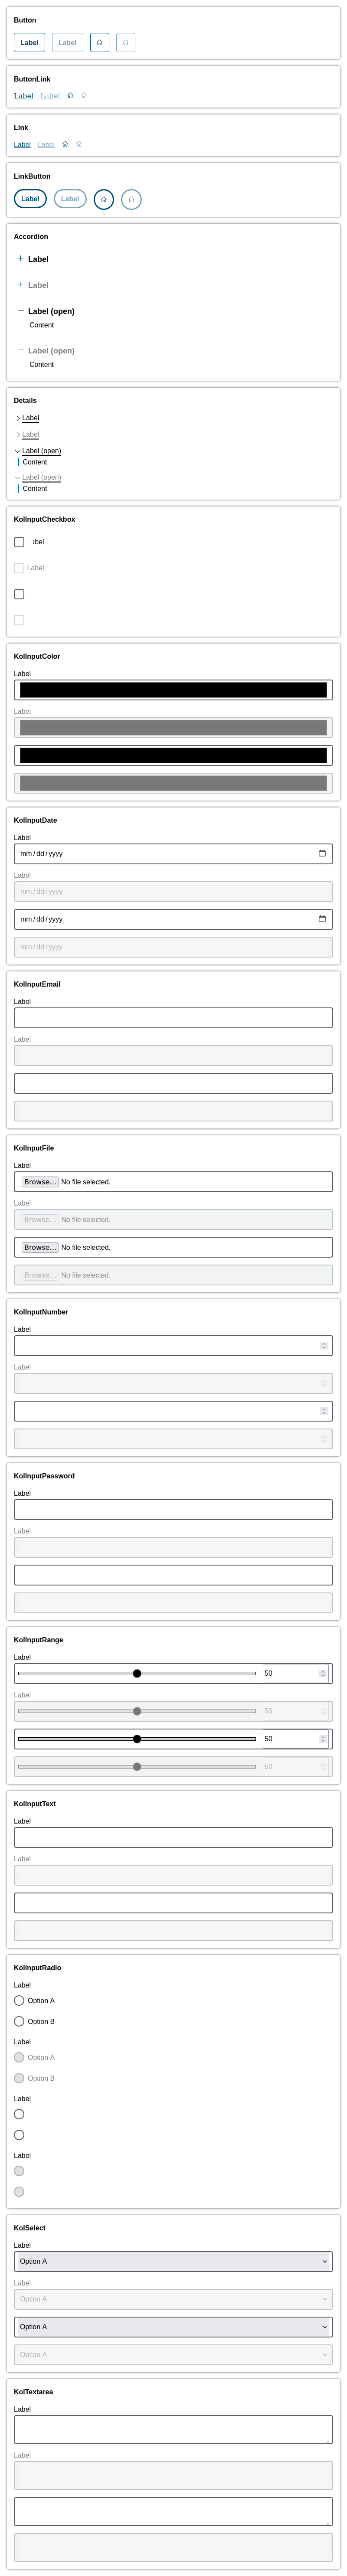 Button
Label Label
ButtonLink
Label Label
Link
Label Label
LinkButton
Label Label
Accordion
Label
Label
Label (open)
Content
Label (open)
Content
Details
Label
Label
Label (open)
Content
Label (open)
Content
KolInputCheckbox
abel
Label
KolInputColor
Label
Label
KolInputDate
Label
mm / dd / yyyy
Label
mm / dd / yyyy
mm / dd / yyyy
mm / dd / yyyy
KolInputEmail
Label
Label
KolInputFile
Label
Browse... No file selected.
Label
Browse... No file selected.
Browse... No file selected.
Browse... No file selected.
KolInputNumber
Label
Label
KolInputPassword
Label
Label
KolInputRange
Label
50
Label
50
50
50
KolInputText
Label
Label
KolInputRadio
Label
Option A
Option B
Label
Option A
Option B
Label
Label
KolSelect
Label
Option A
Label
Option A
Option A
Option A
KolTextarea
Label
Label